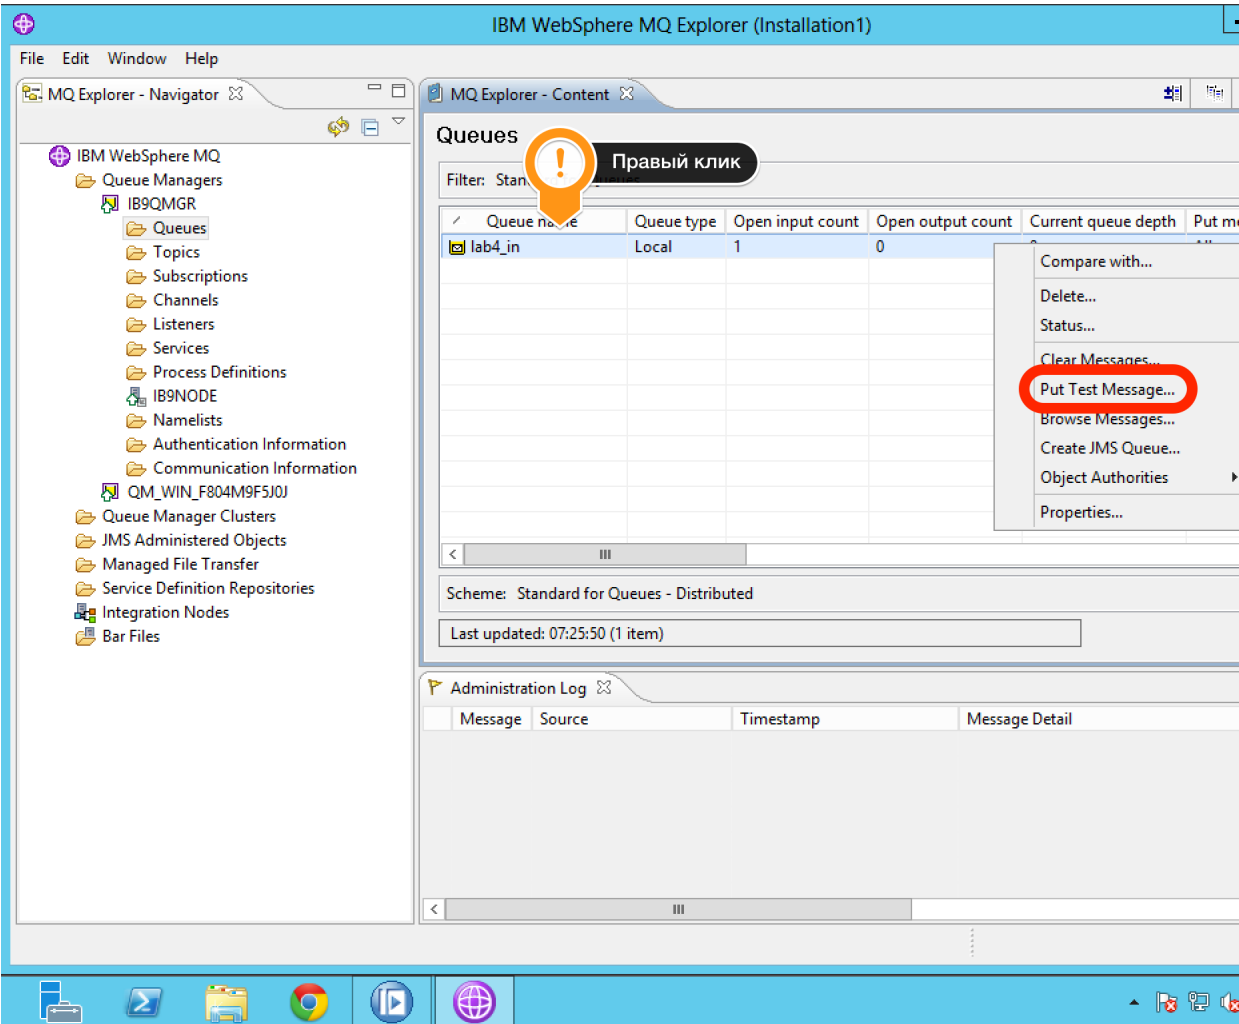 IBM WebSphere MQ Explorer (Installation1)
File Edit Window Help
MQ Explorer - Navigator
IBM WebSphere MQ
Queue Managers
IB9QMGR
Queues
Topics
Subscriptions
Channels
Listeners
Services
Process Definitions
IB9NODE
Namelists
Authentication Information
Communication Information
QM_WIN_F804M9F5J0J
Queue Manager Clusters
JMS Administered Objects
Managed File Transfer
Service Definition Repositories
Integration Nodes
Bar Files
MQ Explorer - Content
Queues
Правый клик
Filter:
Queue Queue type Open input count Open output count Current queue depth Put
lab4_in Local 1 0
Compare with...
Delete...
Status...
Clear Messages...
Put Test Message...
Browse Messages...
Create JMS Queue...
Object Authorities
Properties...
Scheme: Standard for Queues - Distributed
Last updated: 07:25:50 (1 item)
Administration Log
Message Source Timestamp Message Detail